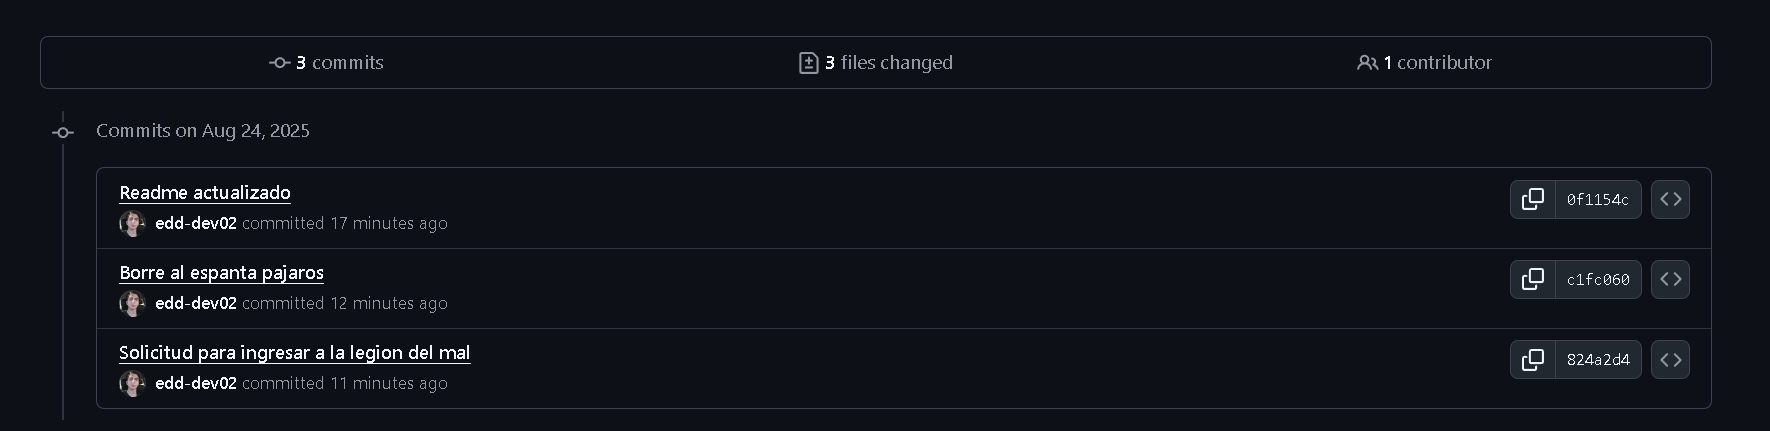 3 commits
3 files changed
1 contributor
Commits on Aug 24, 2025
Readme actualizado
0f1154c
edd-dev02 committed 17 minutes ago
Borre al espanta pajaros
c1fc060
edd-dev02 committed 12 minutes ago
Solicitud para ingresar a la legion del mal
824a2d4
edd-dev02 committed 11 minutes ago